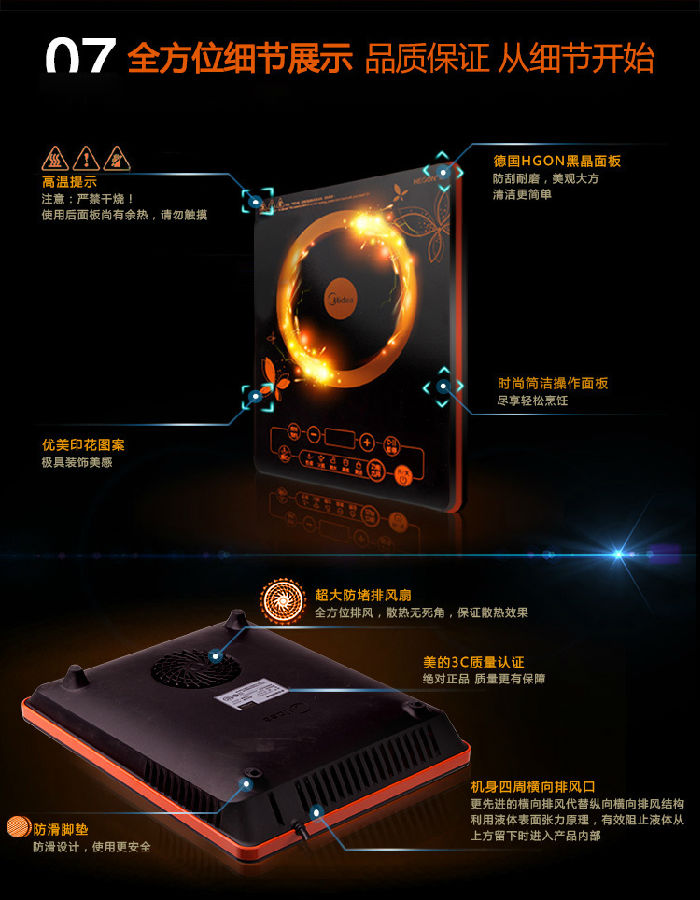 07 全方位细节展示 品质保证 从细节开始
高温提示
注意：严禁干烧！
使用后面板尚有余热，请勿触摸
德国HGON黑晶面板
防刮耐磨，美观大方
清洁更简单
Midea
时尚简洁操作面板
尽享轻松烹饪
优美印花图案
极具装饰美感
超大防堵排风扇
全方位排风，散热无死角，保证散热效果
美的3C质量认证
绝对正品 质量更有保障
机身四周横向排风口
更先进的横向排风代替纵向横向排风结构
利用液体表面张力原理，有效阻止液体从
上方留下时进入产品内部
防滑脚垫
防滑设计，使用更安全